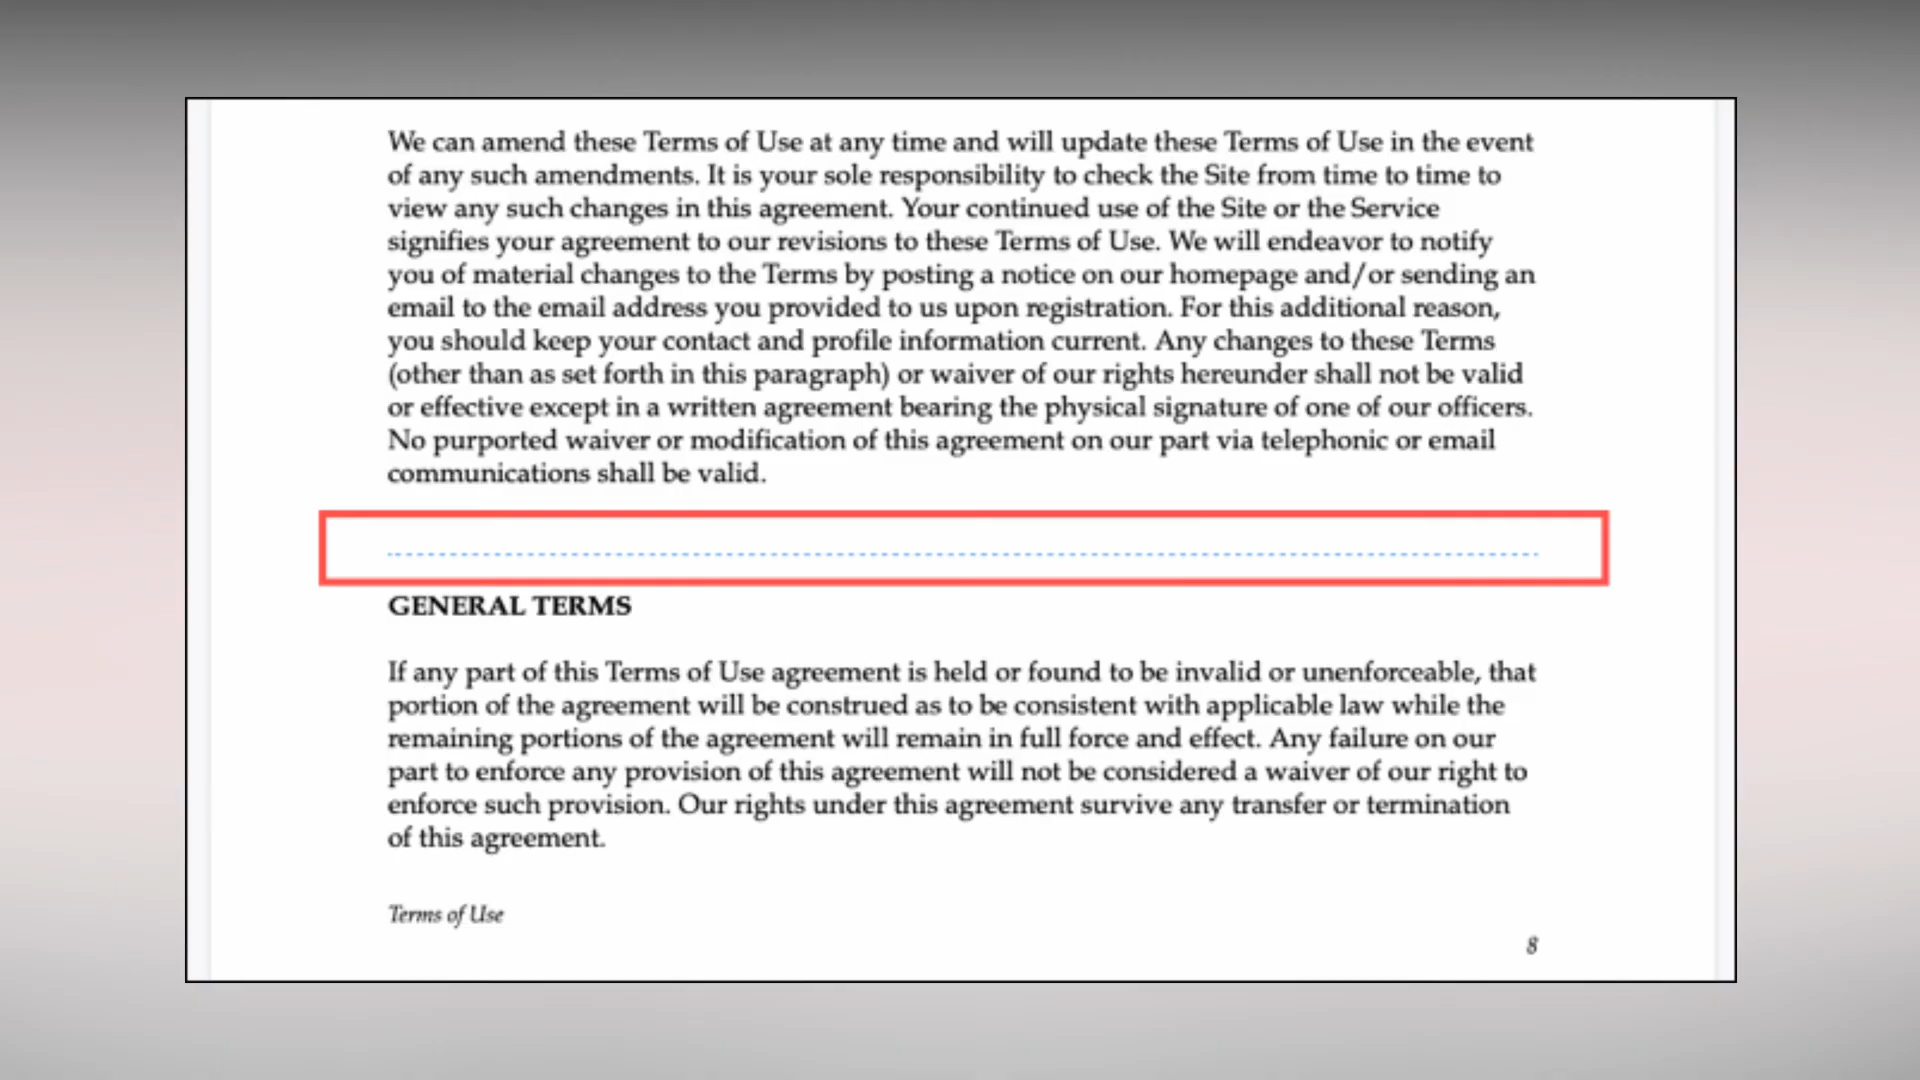 We can amend these Terms of Use at any time and will update these Terms of Use in the event
of any such amendments. It is your sole responsibility to check the Site from time to time to
view any such changes in this agreement. Your continued use of the Site or the Service
signifies your agreement to our revisions to these Terms of Use. We will endeavor to notify
you of material changes to the Terms by posting a notice on our homepage and/or sending an
email to the email address you provided to us upon registration. For this additional reason,
you should keep your contact and profile information current. Any changes to these Terms
(other than as set forth in this paragraph) or waiver of our rights hereunder shall not be valid
or effective except in a written agreement bearing the physical signature of one of our officers.
No purported waiver or modification of this agreement on our part via telephonic or email
communications shall be valid.
GENERAL TERMS
If any part of this Terms of Use agreement is held or found to be invalid or unenforceable, that
portion of the agreement will be construed as to be consistent with applicable law while the
remaining portions of the agreement will remain in full force and effect. Any failure on our
part to enforce any provision of this agreement will not be considered a waiver of our right to
enforce such provision. Our rights under this agreement survive any transfer or termination
of this agreement.
Terms of Use
8